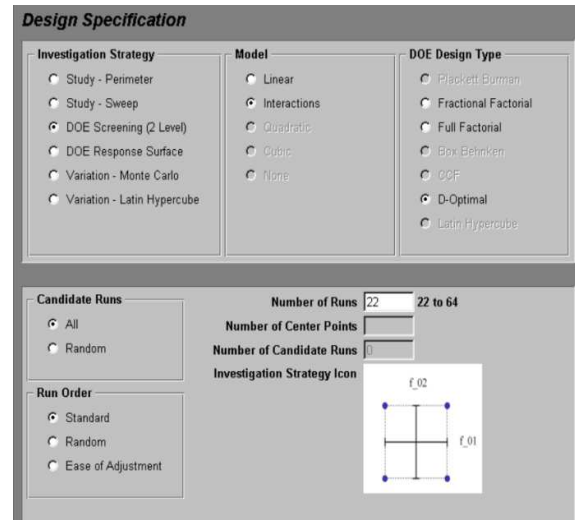 Design Specification
Investigation Strategy
Study - Perimeter
Study - Sweep
DOE Screening (2 Level)
DOE Response Surface
Variation - Monte Carlo
Variation - Latin Hypercube
Model
Linear
Interactions
Quadratic
Cubic
None
DOE Design Type
Plackett Burman
Fractional Factorial
Full Factorial
Box Behnken
CCF
D-Optimal
Latin Hypercube
Candidate Runs
All
Random
Run Order
Standard
Random
Ease of Adjustment
Number of Runs 22 22 to 64
Number of Center Points
Number of Candidate Runs 0
Investigation Strategy Icon
f_02
f_01